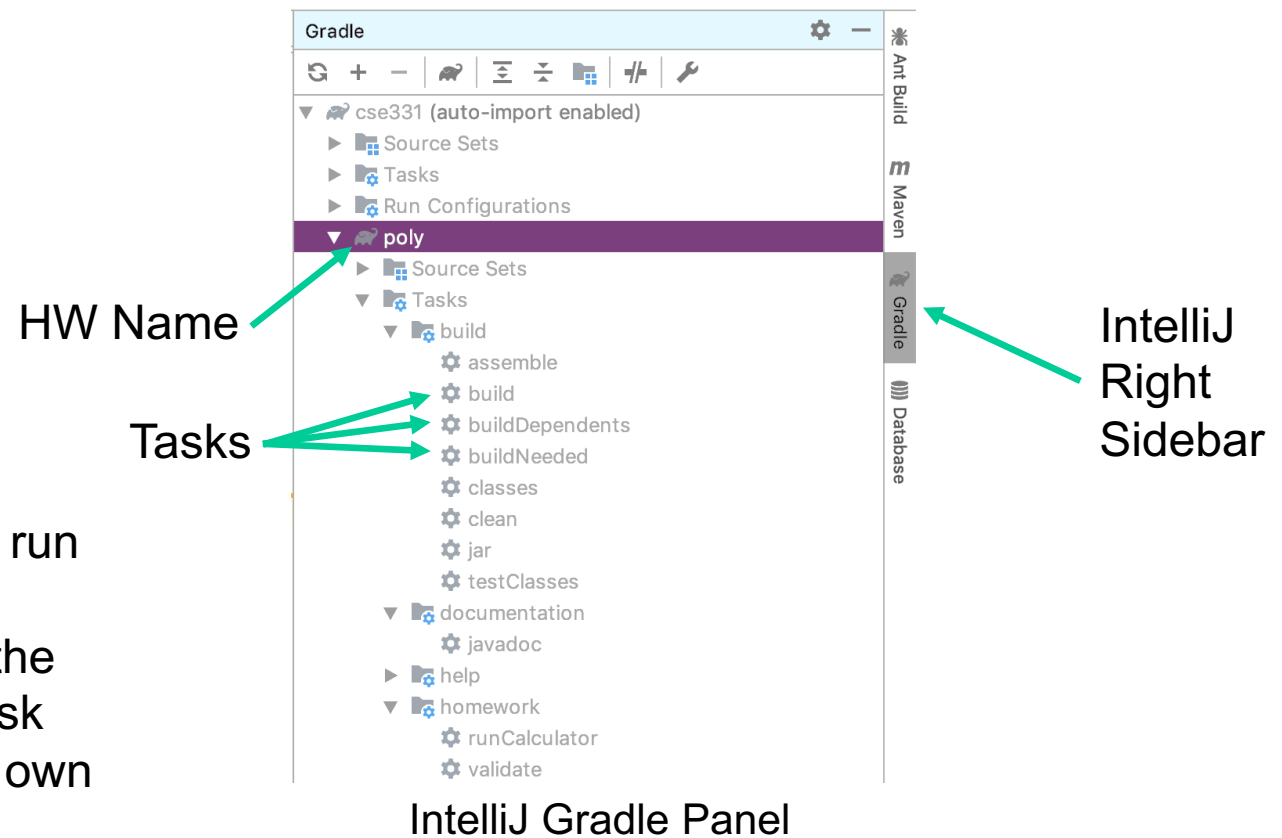 Gradle
cse331 (auto-import enabled)
Source Sets
Tasks
Run Configurations
poly
Source Sets
Tasks
build
assemble
build
buildDependents
buildNeeded
classes
clean
jar
testClasses
documentation
javadoc
help
homework
runCalculator
validate
Ant Build
m Maven
Gradle
Database
HW Name
Tasks
run
the
sk
own
IntelliJ
Right
Sidebar
IntelliJ Gradle Panel